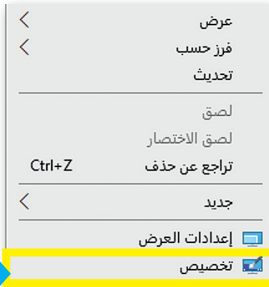 عرض
فرز حسب
تحديث
لصق
لصق الاختصار
تراجع عن حذف Ctrl+Z
جديد
إعدادات العرض
تخصيص